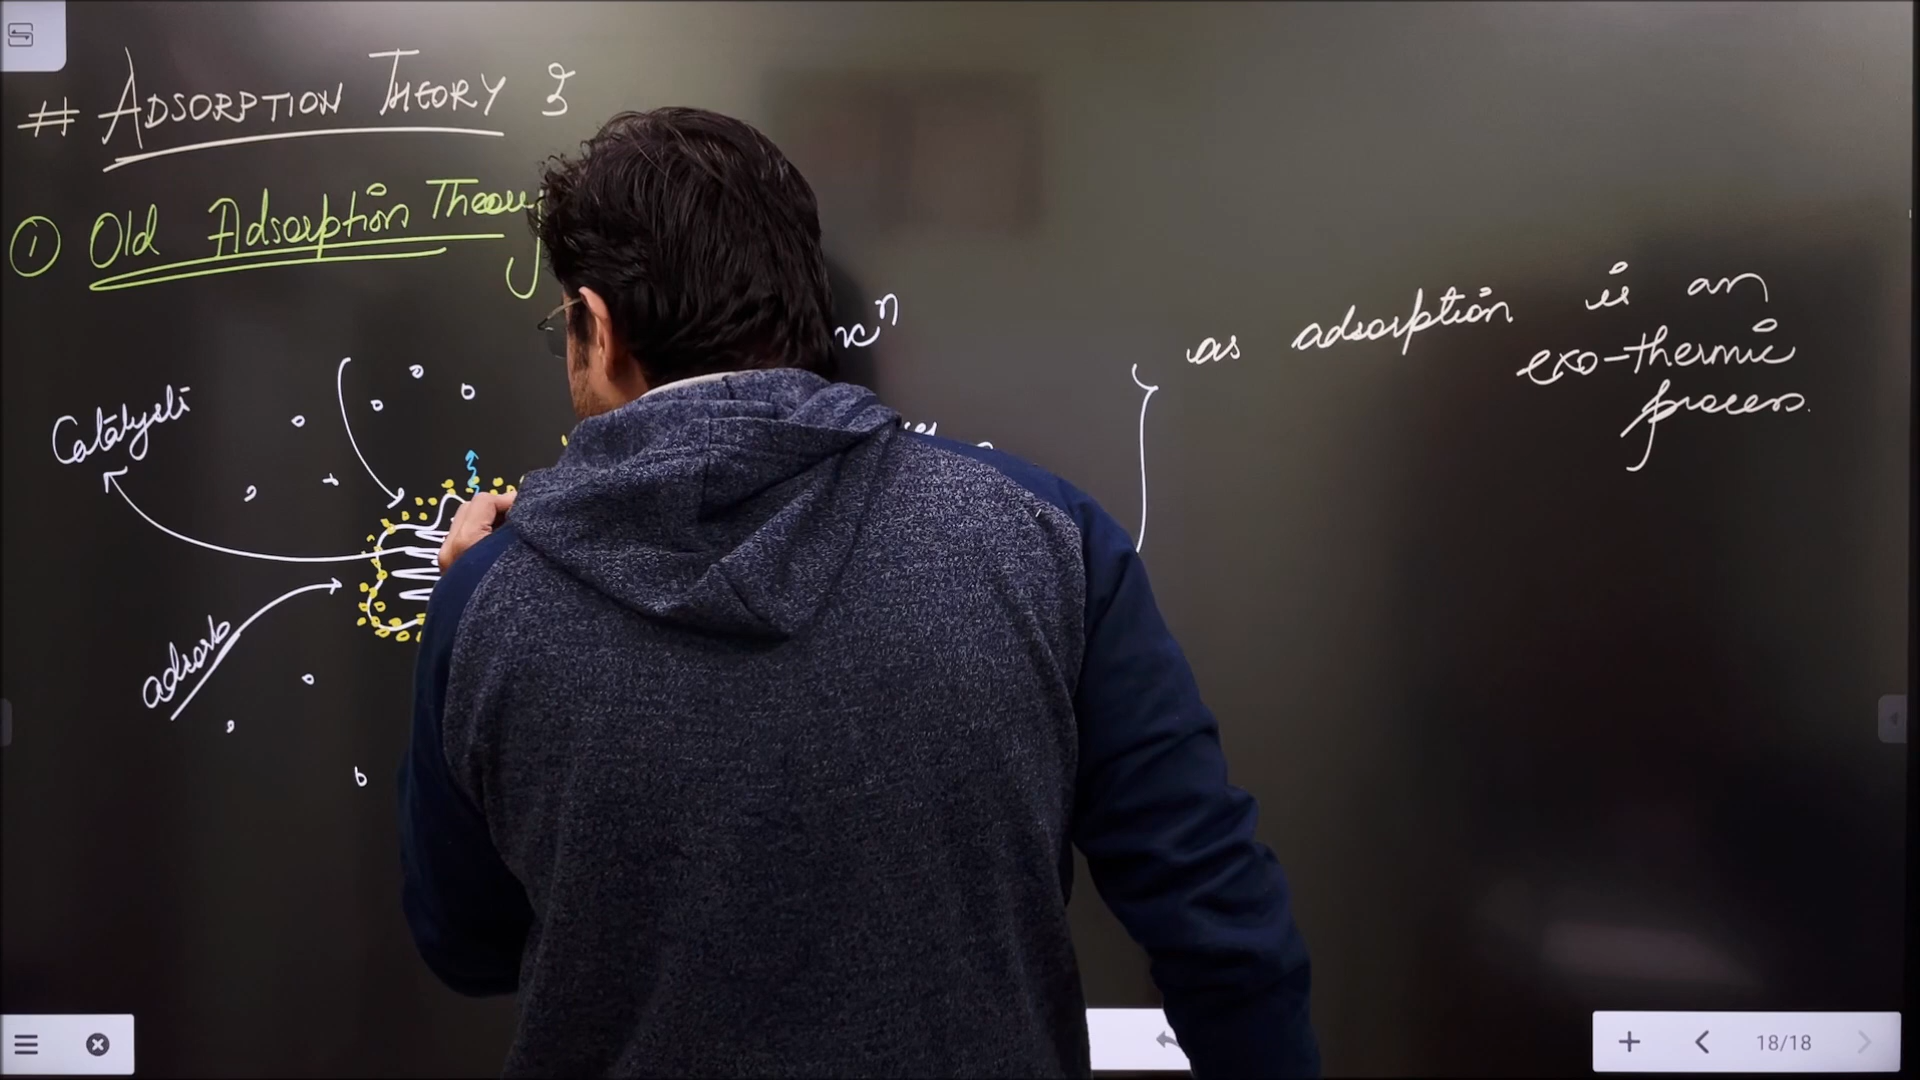 # ADSORPTION THEORY
① Old Adsorption Theory
as adsorption is an
exo-thermic
process.
Catalyst
adsorb
18/18